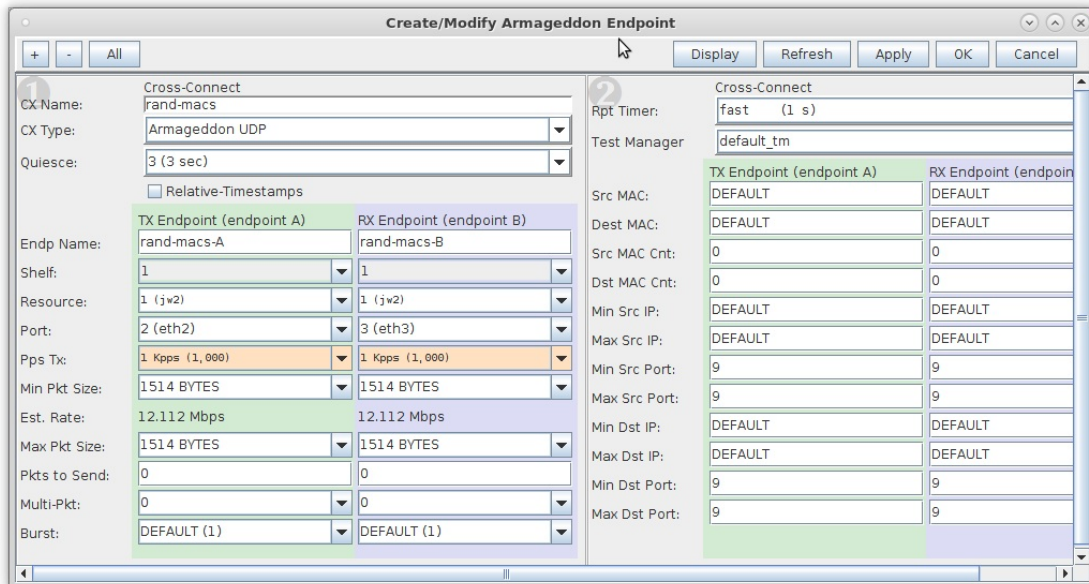 Create/Modify Armageddon Endpoint
+ - All Display Refresh Apply OK Cancel
1
Cross-Connect
CX Name: rand-macs
CX Type: Armageddon UDP
Quiesce: 3 (3 sec)
Relative-Timestamps
TX Endpoint (endpoint A) RX Endpoint (endpoint B)
Endp Name: rand-macs-A rand-macs-B
Shelf: 1 1
Resource: 1 (jw2) 1 (jw2)
Port: 2 (eth2) 3 (eth3)
Pps Tx: 1 Kpps (1,000) 1 Kpps (1,000)
Min Pkt Size: 1514 BYTES 1514 BYTES
Est. Rate: 12.112 Mbps 12.112 Mbps
Max Pkt Size: 1514 BYTES 1514 BYTES
Pkts to Send: 0 0
Multi-Pkt: 0 0
Burst: DEFAULT (1) DEFAULT (1)
2
Cross-Connect
Rpt Timer: fast (1 s)
Test Manager default_tm
TX Endpoint (endpoint A) RX Endpoint (endpoin
Src MAC: DEFAULT DEFAULT
Dest MAC: DEFAULT DEFAULT
Src MAC Cnt: 0 0
Dst MAC Cnt: 0 0
Min Src IP: DEFAULT DEFAULT
Max Src IP: DEFAULT DEFAULT
Min Src Port: 9 9
Max Src Port: 9 9
Min Dst IP: DEFAULT DEFAULT
Max Dst IP: DEFAULT DEFAULT
Min Dst Port: 9 9
Max Dst Port: 9 9